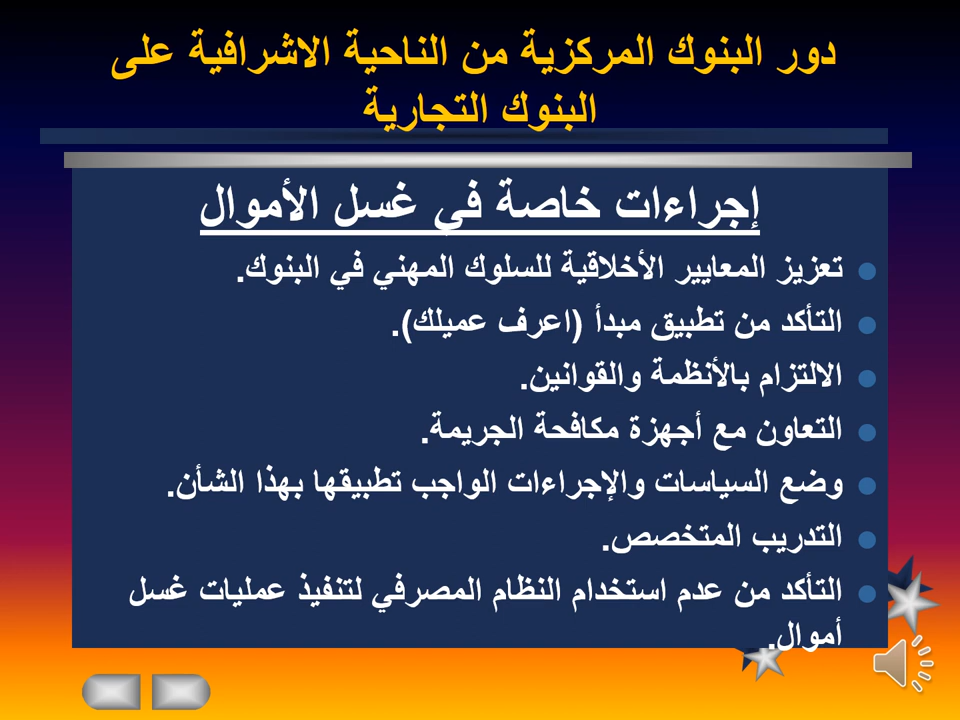 دور البنوك المركزية من الناحية الاشرافية على
البنوك التجارية
إجراءات خاصة في غسل الأموال
تعزيز المعايير الأخلاقية للسلوك المهني في البنوك.
التأكد من تطبيق مبدأ (اعرف عميلك).
الالتزام بالأنظمة والقوانين.
التعاون مع أجهزة مكافحة الجريمة.
وضع السياسات والإجراءات الواجب تطبيقها بهذا الشأن.
التدريب المتخصص.
التأكد من عدم استخدام النظام المصرفي لتنفيذ عمليات غسل
أموال.